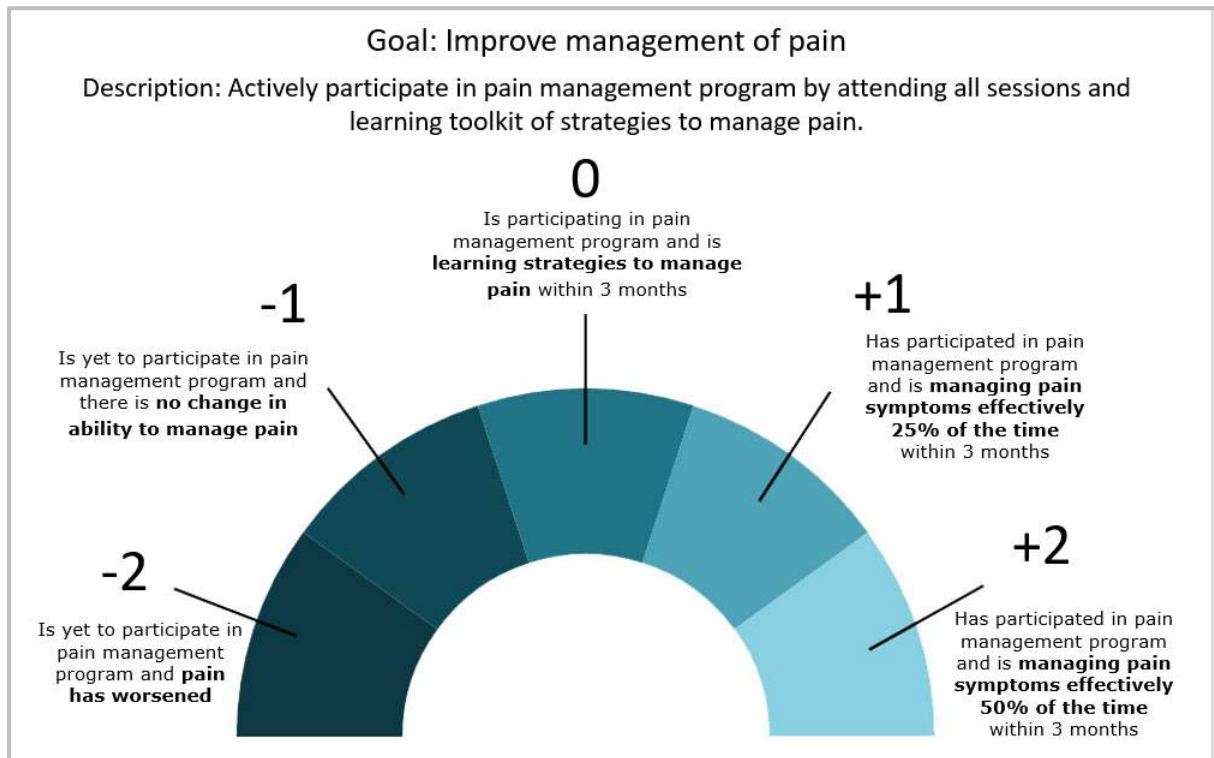 Goal: Improve management of pain
Description: Actively participate in pain management program by attending all sessions and
learning toolkit of strategies to manage pain.
0
Is participating in pain
management program and is
learning strategies to manage
pain within 3 months
-1
Is yet to participate in pain
management program and
there is no change in
ability to manage pain
+1
Has participated in pain
management program
and is managing pain
symptoms effectively
25% of the time
within 3 months
-2
Is yet to participate in
pain management
program and pain
has worsened
+2
Has participated in pain
management program
and is managing pain
symptoms effectively
50% of the time
within 3 months